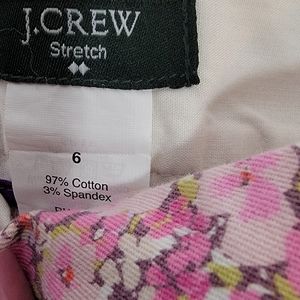 J.CREW
Stretch
6
97% Cotton
3% Spandex